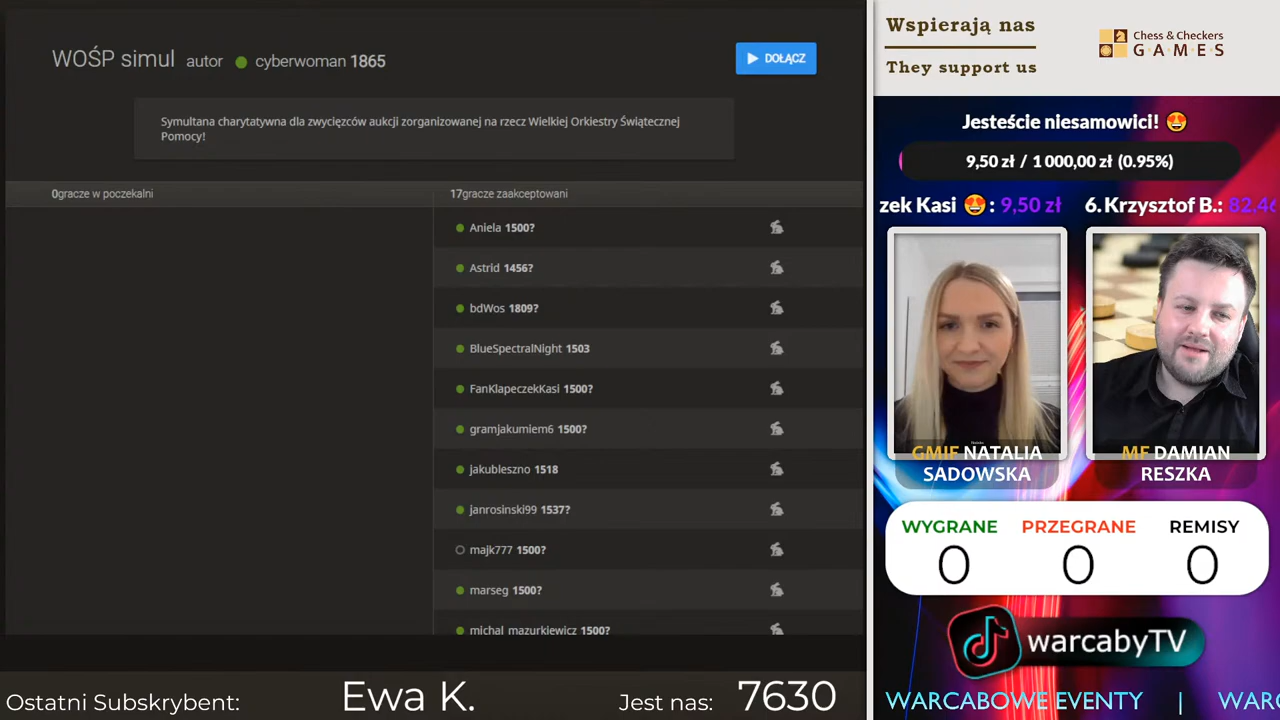 WOŚP simul autor cyberwoman 1865
DOŁĄCZ
Symultana charytatywna dla zwycięzców aukcji zorganizowanej na rzecz Wielkiej Orkiestry Świątecznej
Pomocy!
0gracze w poczekalni
17gracze zaakceptowani
Aniela 1500?
Astrid 1456?
bdWos 1809?
BlueSpectralNight 1503
FanKlapeczekKasi 1500?
gramjakumiem6 1500?
jakubleszno 1518
janrosinski99 1537?
majk777 1500?
marseg 1500?
michal_mazurkiewicz 1500?
Wspierają nas
They support us
Chess & Checkers
GAMES
Jesteście niesamowici! 😍
9,50 zł / 1 000,00 zł (0.95%)
zek Kasi 😍: 9,50 zł 6. Krzysztof B.: 82.46
GMIF NATALIA
SADOWSKA
MF DAMIAN
RESZKA
WYGRANE PRZEGRANE REMISY
0 0 0
warcabyTV
Ostatni Subskrybent: Ewa K. Jest nas: 7630
WARCABOWE EVENTY | WARC